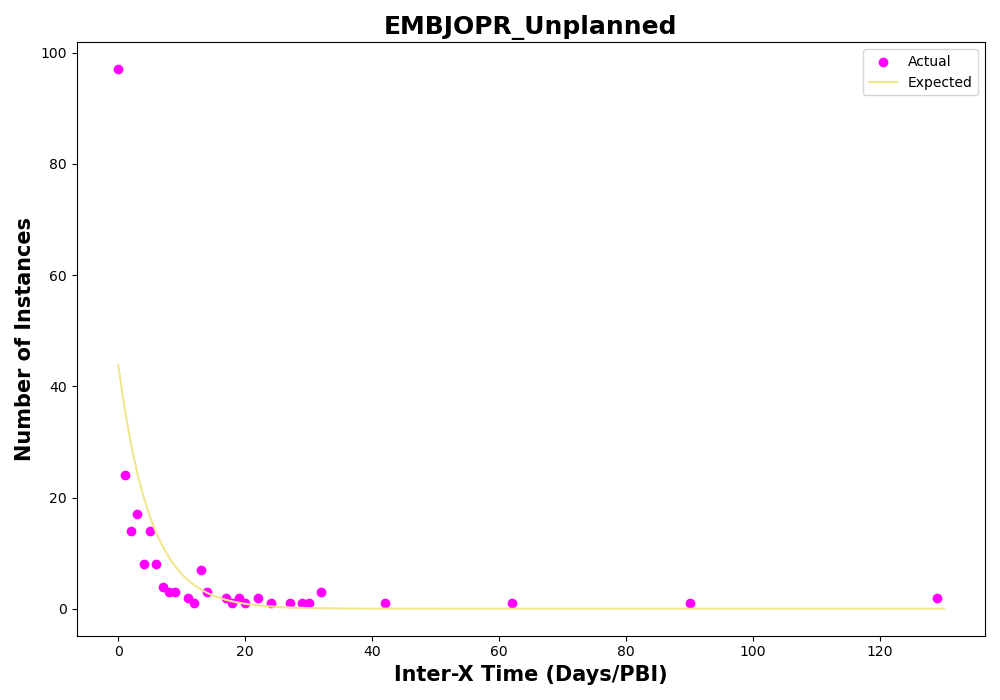 EMBJOPR_Unplanned
Actual
Expected
Number of Instances
100
80
60
40
20
0
0 20 40 60 80 100 120
Inter-X Time (Days/PBI)